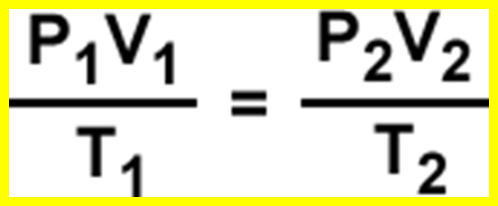 P₁V₁ = P₂V₂
T₁ T₂